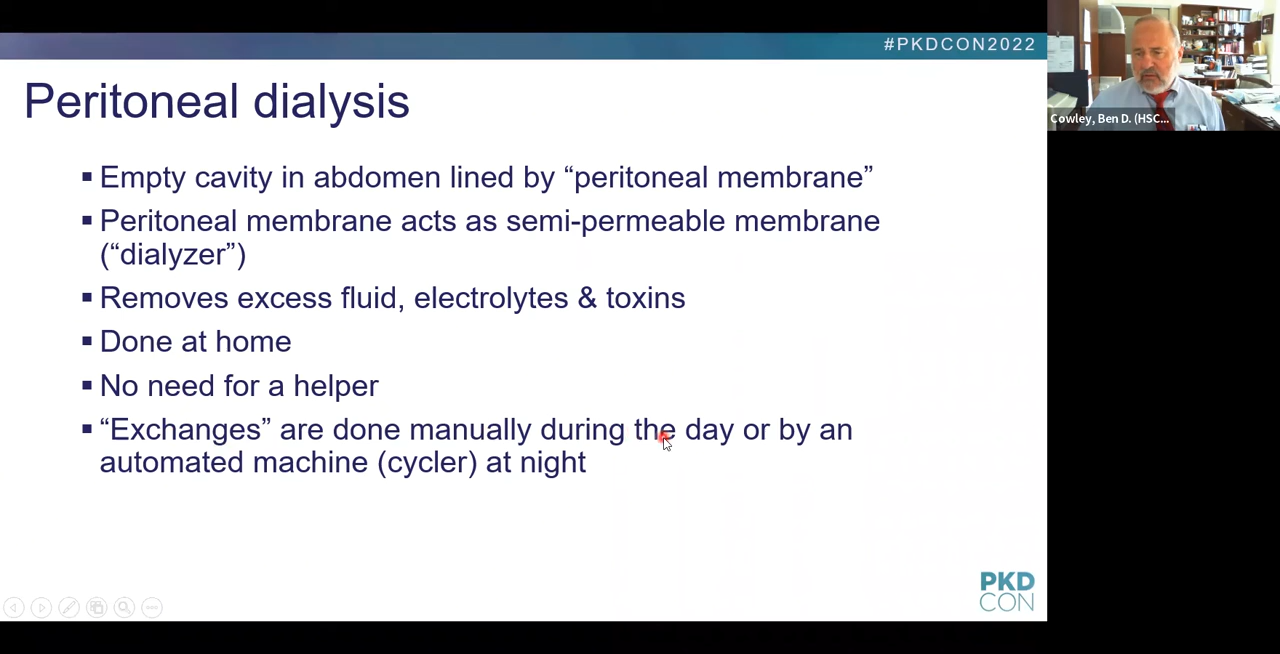 #PKDCON2022
Cowley, Ben D. (HSC...
Peritoneal dialysis
▪ Empty cavity in abdomen lined by “peritoneal membrane”
▪ Peritoneal membrane acts as semi-permeable membrane
(“dialyzer”)
▪ Removes excess fluid, electrolytes & toxins
▪ Done at home
▪ No need for a helper
▪ “Exchanges” are done manually during the day or by an
automated machine (cycler) at night
PKD
CON